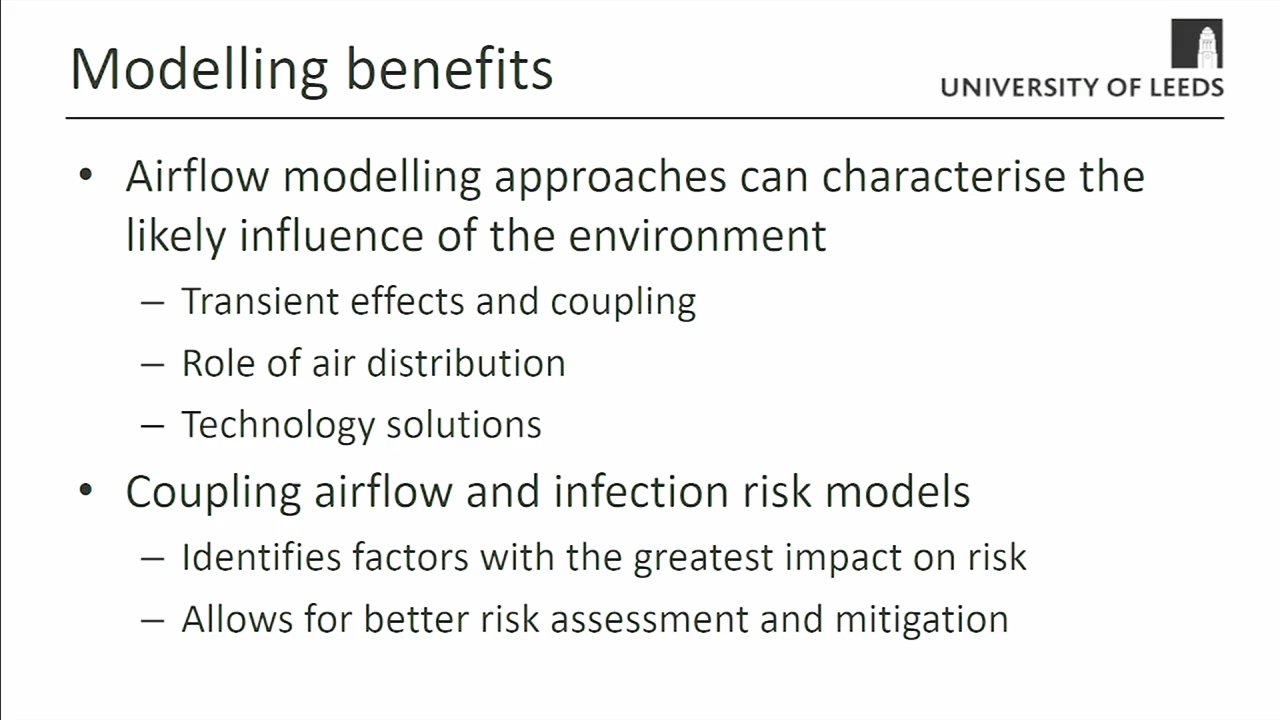 Modelling benefits
UNIVERSITY OF LEEDS
• Airflow modelling approaches can characterise the
likely influence of the environment
– Transient effects and coupling
– Role of air distribution
– Technology solutions
• Coupling airflow and infection risk models
– Identifies factors with the greatest impact on risk
– Allows for better risk assessment and mitigation